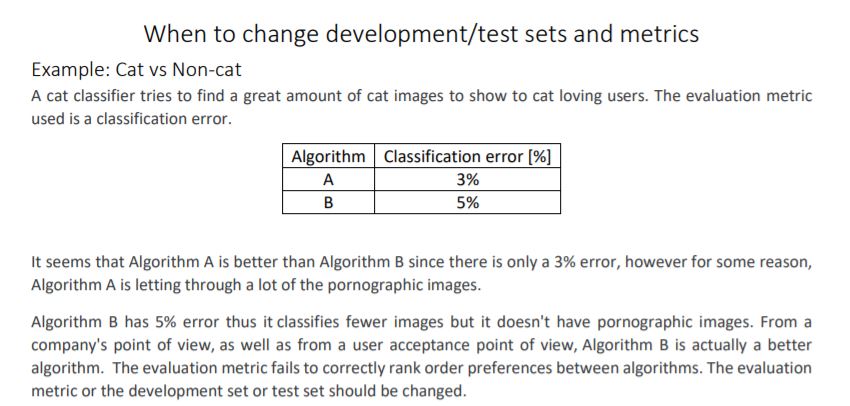 When to change development/test sets and metrics
Example: Cat vs Non-cat
A cat classifier tries to find a great amount of cat images to show to cat loving users. The evaluation metric
used is a classification error.
Algorithm Classification error [%]
A 3%
B 5%
It seems that Algorithm A is better than Algorithm B since there is only a 3% error, however for some reason,
Algorithm A is letting through a lot of the pornographic images.
Algorithm B has 5% error thus it classifies fewer images but it doesn't have pornographic images. From a
company's point of view, as well as from a user acceptance point of view, Algorithm B is actually a better
algorithm. The evaluation metric fails to correctly rank order preferences between algorithms. The evaluation
metric or the development set or test set should be changed.